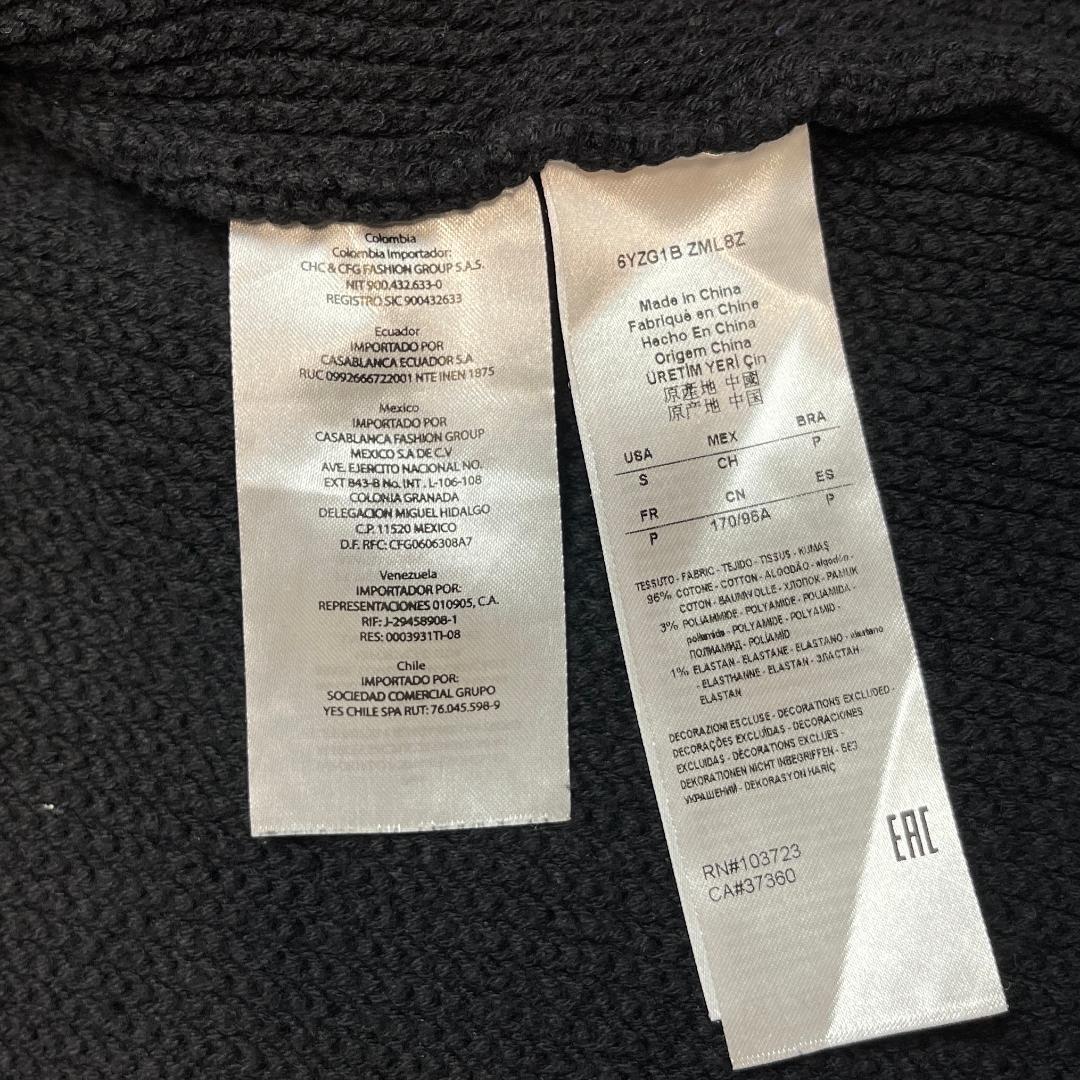 Colombia
Colombia Importador:
CHC & CFG FASHION GROUP S.A.S.
NIT 900.432.633-0
REGISTRO SIC 900432633
Ecuador
IMPORTADO POR
CASABLANCA ECUADOR S.A
RUC 0992666722001 NTE INEN 1875
Mexico
IMPORTADO POR
CASABLANCA FASHION GROUP
MEXICO S.A DE C.V
AVE. EJERCITO NACIONAL NO.
EXT 843-B No. INT . L-106-108
COLONIA GRANADA
DELEGACION MIGUEL HIDALGO
C.P. 11520 MEXICO
D.F. RFC: CFG0606308A7
Venezuela
IMPORTADOR POR:
REPRESENTACIONES 010905, C.A.
RIF: J-29458908-1
RES: 0003931TI-08
Chile
IMPORTADO POR:
SOCIEDAD COMERCIAL GRUPO
YES CHILE SPA RUT: 76.045.598-9
6YZG1B ZML8Z
Made in China
Fabriqué en Chine
Hecho En China
Origem China
ÜRETİM YERİ Çin
原產地 中國
原产地 中国
USA MEX BRA
S CH P
FR CN ES
P 170/96A P
TESSUTO - FABRIC - TEJIDO - TISSUS - KUMAŞ
96% COTONE - COTTON - ALGODÃO - algodón -
COTON - BAUMWOLLE - ХЛОПОК - PAMUK
3% POLIAMMIDE - POLYAMIDE - POLIAMIDA -
poliamida - POLYAMIDE - POLYAMID -
ПОЛИАМИД - POLİAMİD
1% ELASTAN - ELASTANE - ELASTANO - elastano
- ELASTHANNE - ELASTAN - ЭЛАСТАН
ELASTAN
DECORAZIONI ESCLUSE - DECORATIONS EXCLUDED -
DECORAÇÕES EXCLUÍDAS - DECORACIONES
EXCLUIDAS - DÉCORATIONS EXCLUES -
DEKORATIONEN NICHT INBEGRIFFEN - БЕЗ
УКРАШЕНИЙ - DEKORASYON HARİÇ
EAC
RN#103723
CA#37360